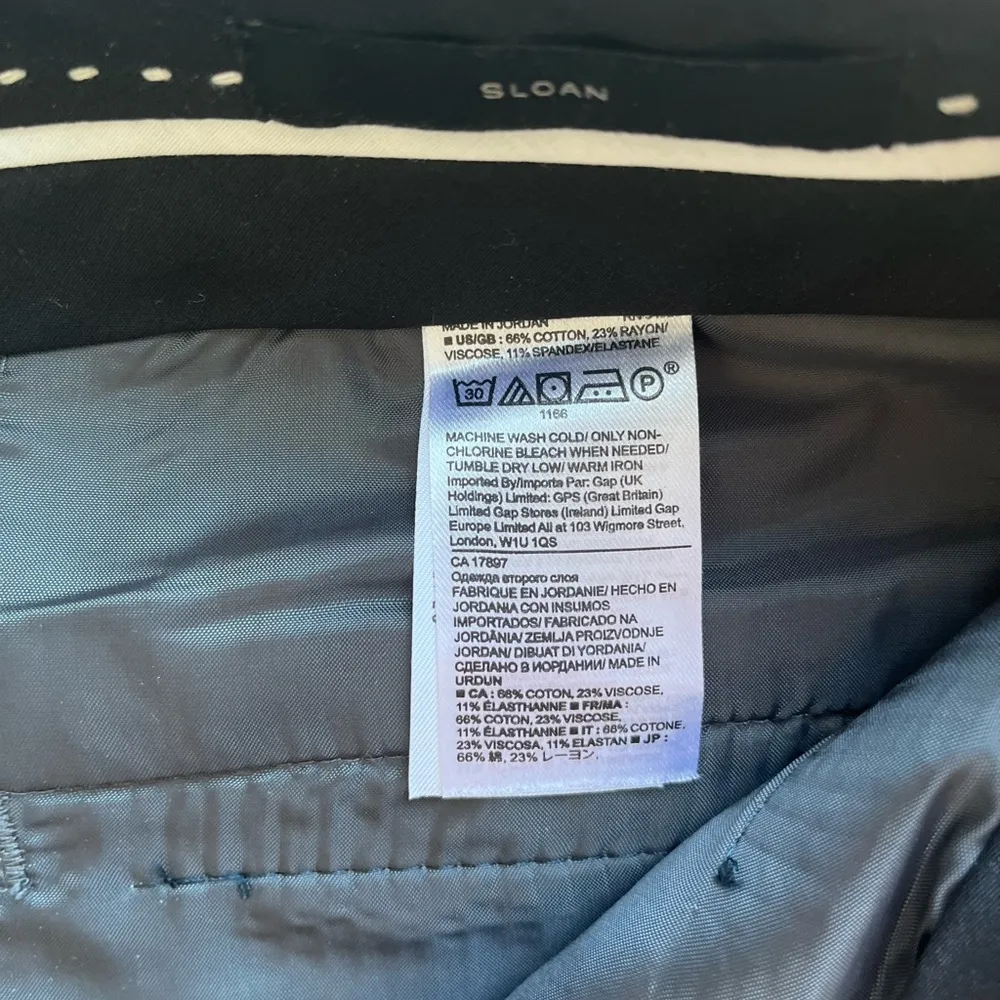 SLOAN
MADE IN JORDAN
■ US/GB : 66% COTTON, 23% RAYON/
VISCOSE, 11% SPANDEX/ELASTANE
30 P®
1166
MACHINE WASH COLD/ ONLY NON-
CHLORINE BLEACH WHEN NEEDED/
TUMBLE DRY LOW/ WARM IRON
Imported By/Importe Par: Gap (UK
Holdings) Limited: GPS (Great Britain)
Limited Gap Stores (Ireland) Limited Gap
Europe Limited All at 103 Wigmore Street,
London, W1U 1QS
CA 17897
Одежда второго слоя
FABRIQUE EN JORDANIE/ HECHO EN
JORDANIA CON INSUMOS
IMPORTADOS/ FABRICADO NA
JORDÂNIA/ ZEMLJA PROIZVODNJE
JORDAN/ DIBUAT DI YORDANIA/
СДЕЛАНО В ИОРДАНИИ/ MADE IN
URDUN
■ CA : 66% COTON, 23% VISCOSE,
11% ÉLASTHANNE ■ FR/MA :
66% COTON, 23% VISCOSE,
11% ÉLASTHANNE ■ IT : 66% COTONE,
23% VISCOSA, 11% ELASTAN ■ JP :
66% 綿, 23% レーヨン,